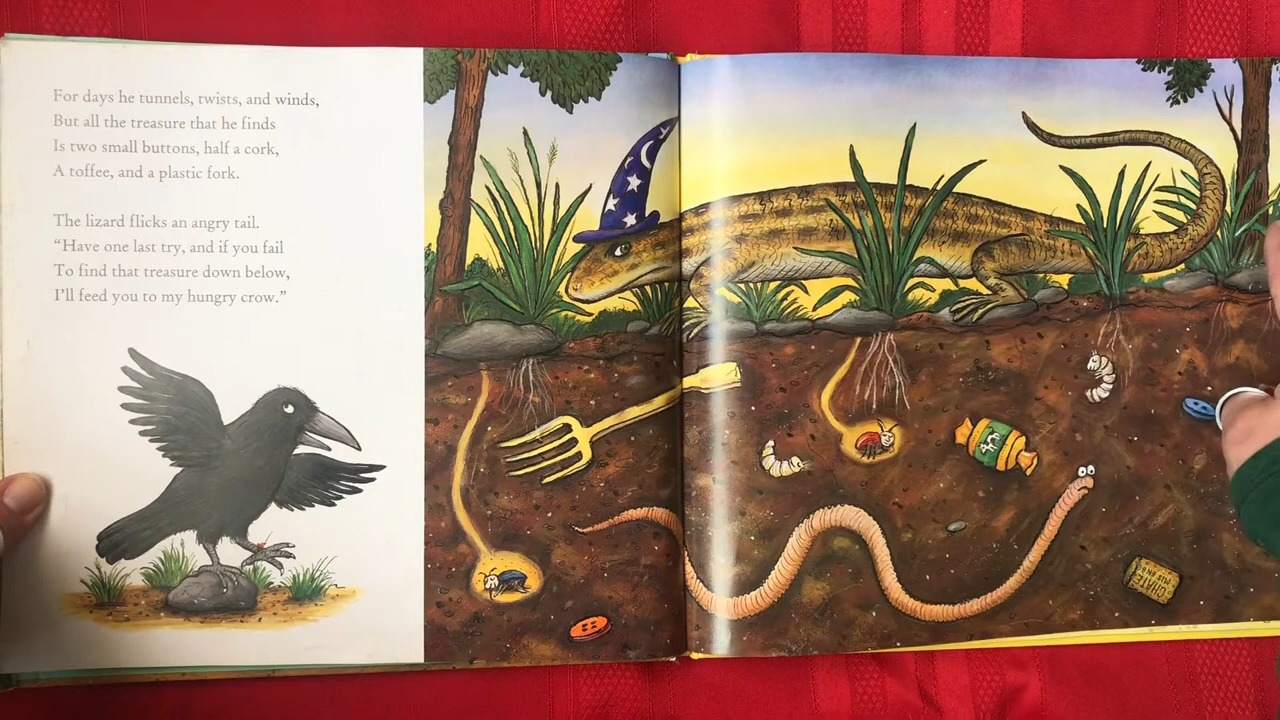 For days he tunnels, twists, and winds,
But all the treasure that he finds
Is two small buttons, half a cork,
A toffee, and a plastic fork.
The lizard flicks an angry tail.
“Have one last try, and if you fail
To find that treasure down below,
I’ll feed you to my hungry crow.”